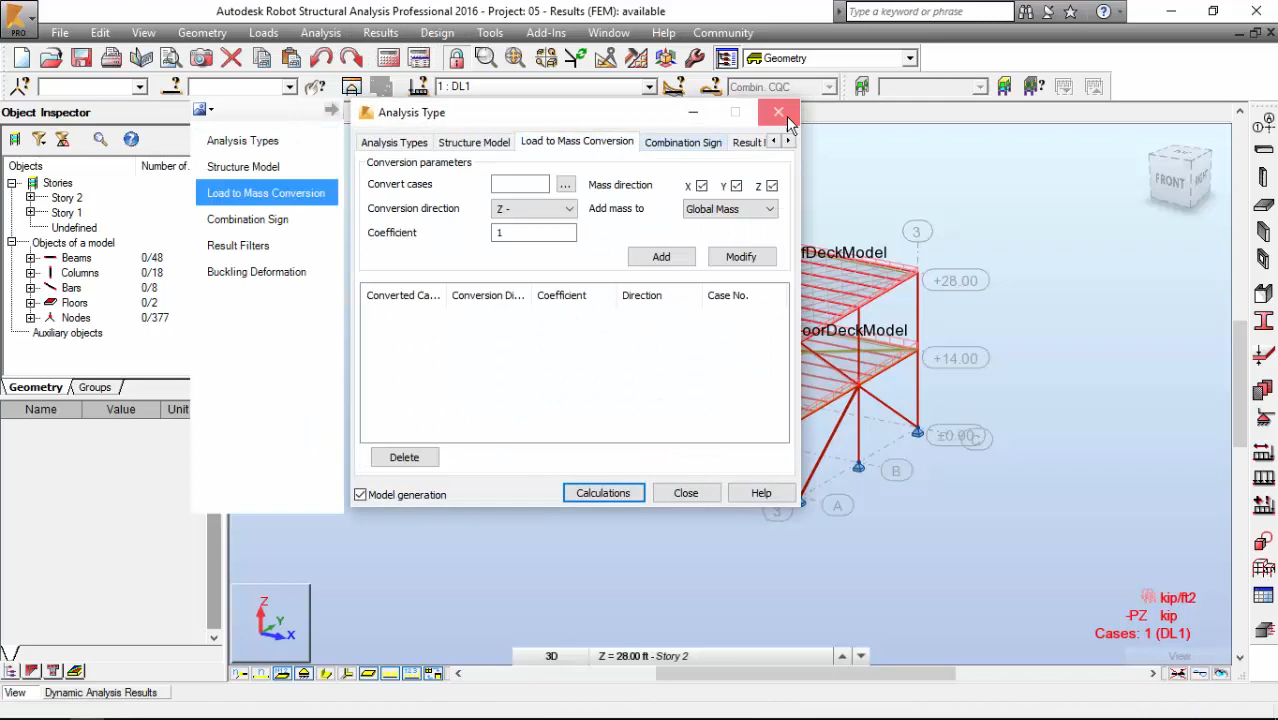 Autodesk Robot Structural Analysis Professional 2016 - Project: 05 - Results (FEM): available
Type a keyword or phrase
PRO
File Edit View Geometry Loads Analysis Results Design Tools Add-Ins Window Help Community
Geometry
1 : DL1
Combin. CQC
Object Inspector
Objects Number of.
Stories
Story 2
Story 1
Undefined
Objects of a model
Beams 0/48
Columns 0/18
Bars 0/8
Floors 0/2
Nodes 0/377
Auxiliary objects
Geometry Groups
Name Value Unit
Analysis Types
Structure Model
Load to Mass Conversion
Combination Sign
Result Filters
Buckling Deformation
Analysis Type
Analysis Types Structure Model Load to Mass Conversion Combination Sign Result
Conversion parameters
Convert cases ... Mass direction X Y Z
Conversion direction Z - Add mass to Global Mass
Coefficient 1
Add Modify
Converted Ca... Conversion Di... Coefficient Direction Case No.
Delete
Model generation Calculations Close Help
FRONT
3
fDeckModel
+28.00
oorDeckModel
+14.00
±0.00
C
B
A
3
Z
Y
X
kip/ft2
-PZ kip
Cases: 1 (DL1)
3D Z = 28.00 ft - Story 2
View
View Dynamic Analysis Results